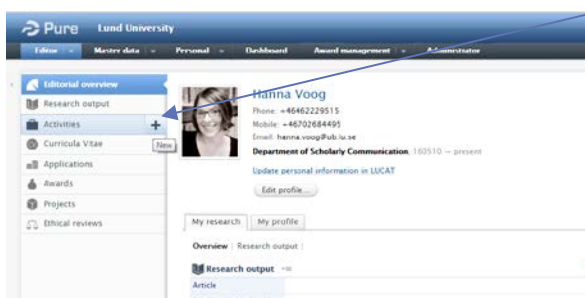 Pure Lund University
Editor Master data Personal Dashboard Award management Administrator
Editorial overview
Research output
Activities +
New
Curricula Vitae
Applications
Awards
Projects
Ethical reviews
Hanna Voog
Phone: +46462229515
Mobile: +46702684495
Email: hanna.voog@ub.lu.se
Department of Scholarly Communication, 160510 — present
Update personal information in LUCAT
Edit profile...
My research My profile
Overview | Research output |
Research output
Article